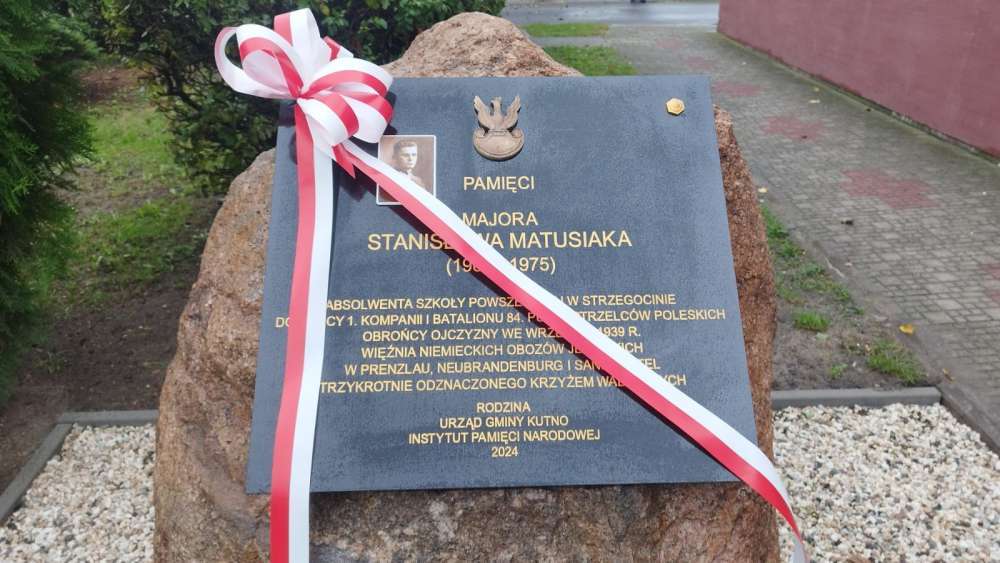 PAMIĘCI
MAJORA
MATUSIAKA
1975)
ABSOLWENTA SZKOŁY W STRZEGOCINIE
1. KOMPANII I BATALIONU 84. STRZELCÓW POLESKICH
OBROŃCY OJCZYZNY WE 1939 R.
WIĘŹNIA NIEMIECKICH OBOZÓW
W PRENZLAU, NEUBRANDENBURG I
TRZYKROTNIE ODZNACZONEGO KRZYŻEM
RODZINA
URZĄD GMINY KUTNO
INSTYTUT PAMIĘCI NARODOWEJ
2024